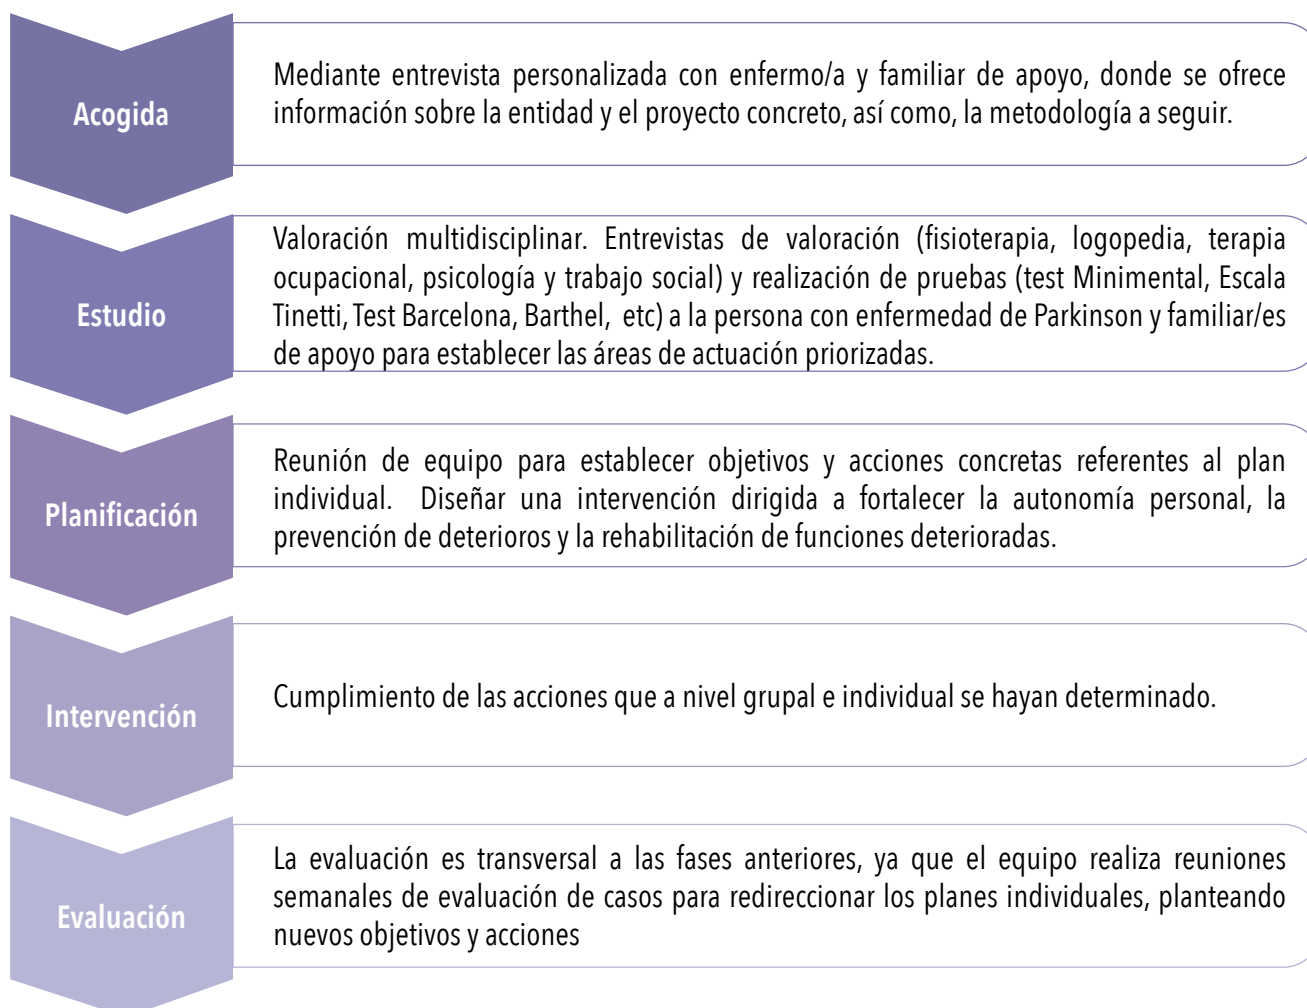 Acogida
Mediante entrevista personalizada con enfermo/a y familiar de apoyo, donde se ofrece
información sobre la entidad y el proyecto concreto, así como, la metodología a seguir.
Estudio
Valoración multidisciplinar. Entrevistas de valoración (fisioterapia, logopedia, terapia
ocupacional, psicología y trabajo social) y realización de pruebas (test Minimental, Escala
Tinetti, Test Barcelona, Barthel, etc) a la persona con enfermedad de Parkinson y familiar/es
de apoyo para establecer las áreas de actuación priorizadas.
Planificación
Reunión de equipo para establecer objetivos y acciones concretas referentes al plan
individual. Diseñar una intervención dirigida a fortalecer la autonomía personal, la
prevención de deterioros y la rehabilitación de funciones deterioradas.
Intervención
Cumplimiento de las acciones que a nivel grupal e individual se hayan determinado.
Evaluación
La evaluación es transversal a las fases anteriores, ya que el equipo realiza reuniones
semanales de evaluación de casos para redireccionar los planes individuales, planteando
nuevos objetivos y acciones